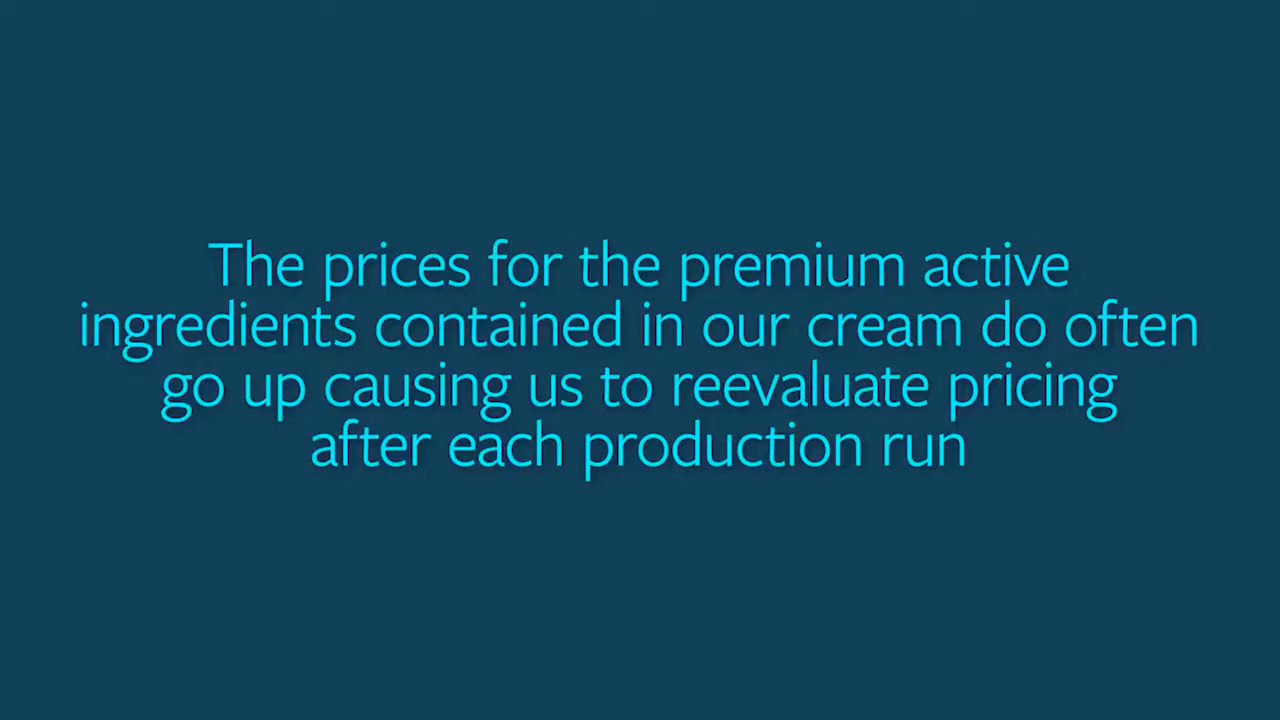 The prices for the premium active
ingredients contained in our cream do often
go up causing us to reevaluate pricing
after each production run